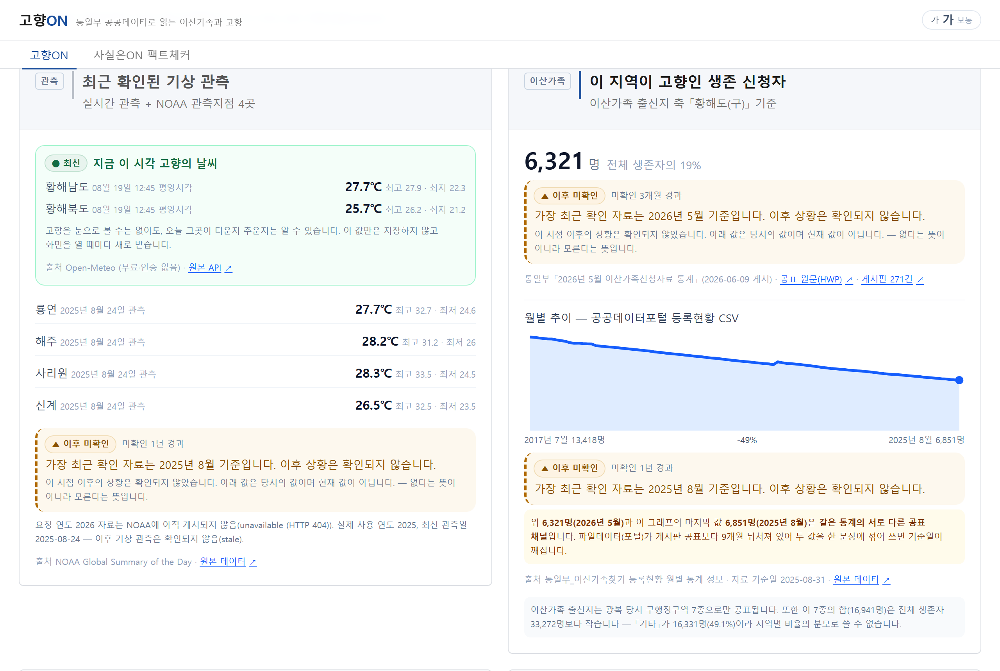 고향ON 통일부 공공데이터로 읽는 이산가족과 고향
가 가 보통
고향ON 사실은ON 팩트체커
관측 최근 확인된 기상 관측
실시간 관측 + NOAA 관측지점 4곳
● 최신 지금 이 시각 고향의 날씨
황해남도 08월 19일 12:45 평양시각 27.7℃ 최고 27.9 · 최저 22.3
황해북도 08월 19일 12:45 평양시각 25.7℃ 최고 26.2 · 최저 21.2
고향을 눈으로 볼 수는 없어도, 오늘 그곳이 더운지 추운지는 알 수 있습니다. 이 값만은 저장하지 않고
화면을 열 때마다 새로 받습니다.
출처 Open-Meteo (무료·인증 없음) · 원본 API ↗
룡연 2025년 8월 24일 관측 27.7℃ 최고 32.7 · 최저 24.6
해주 2025년 8월 24일 관측 28.2℃ 최고 31.2 · 최저 26
사리원 2025년 8월 24일 관측 28.3℃ 최고 33.5 · 최저 24.5
신계 2025년 8월 24일 관측 26.5℃ 최고 32.5 · 최저 23.5
▲ 이후 미확인 미확인 1년 경과
가장 최근 확인 자료는 2025년 8월 기준입니다. 이후 상황은 확인되지 않습니다.
이 시점 이후의 상황은 확인되지 않았습니다. 아래 값은 당시의 값이며 현재 값이 아닙니다. — 없다는 뜻이
아니라 모른다는 뜻입니다.
요청 연도 2026 자료는 NOAA에 아직 게시되지 않음(unavailable (HTTP 404)). 실제 사용 연도 2025, 최신 관측일
2025-08-24 — 이후 기상 관측은 확인되지 않음(stale).
출처 NOAA Global Summary of the Day · 원본 데이터 ↗
이산가족 이 지역이 고향인 생존 신청자
이산가족 출신지 축 「황해도(구)」 기준
6,321 명 전체 생존자의 19%
▲ 이후 미확인 미확인 3개월 경과
가장 최근 확인 자료는 2026년 5월 기준입니다. 이후 상황은 확인되지 않습니다.
이 시점 이후의 상황은 확인되지 않았습니다. 아래 값은 당시의 값이며 현재 값이 아닙니다. — 없다는 뜻이
아니라 모른다는 뜻입니다.
통일부 「2026년 5월 이산가족신청자료 통계」 (2026-06-09 게시) · 공표 원문(HWP) ↗ · 게시판 271건 ↗
월별 추이 — 공공데이터포털 등록현황 CSV
2017년 7월 13,418명 -49% 2025년 8월 6,851명
▲ 이후 미확인 미확인 1년 경과
가장 최근 확인 자료는 2025년 8월 기준입니다. 이후 상황은 확인되지 않습니다.
위 6,321명(2026년 5월)과 이 그래프의 마지막 값 6,851명(2025년 8월)은 같은 통계의 서로 다른 공표
채널입니다. 파일데이터(포털)가 게시판 공표보다 9개월 뒤처져 있어 두 값을 한 문장에 섞어 쓰면 기준일이
깨집니다.
출처 통일부_이산가족찾기 등록현황 월별 통계 정보 · 자료 기준일 2025-08-31 · 원본 데이터 ↗
이산가족 출신지는 광복 당시 구행정구역 7종으로만 공표됩니다. 또한 이 7종의 합(16,941명)은 전체 생존자
33,272명보다 작습니다 — 「기타」가 16,331명(49.1%)이라 지역별 비율의 분모로 쓸 수 없습니다.